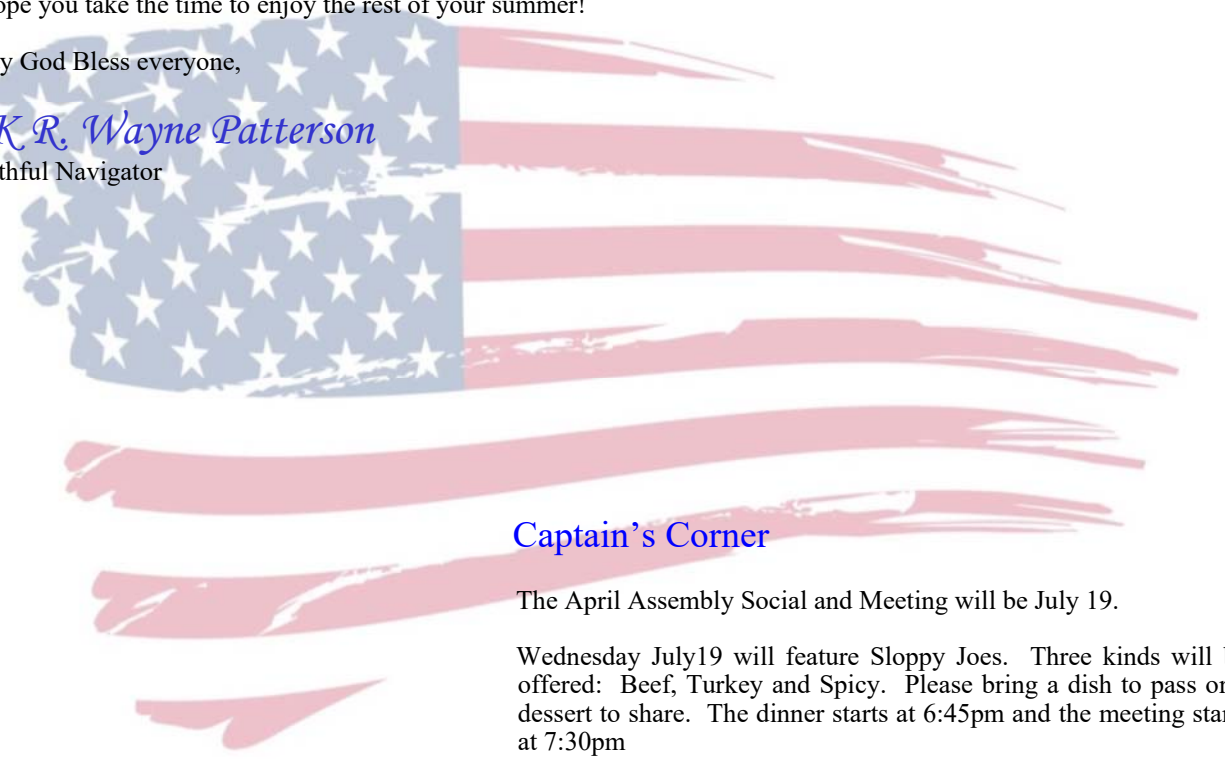 ope you take the time to enjoy the rest of your summer!
y God Bless everyone,
K R. Wayne Patterson
thful Navigator
Captain’s Corner
The April Assembly Social and Meeting will be July 19.
Wednesday July19 will feature Sloppy Joes. Three kinds will
offered: Beef, Turkey and Spicy. Please bring a dish to pass or
dessert to share. The dinner starts at 6:45pm and the meeting star
at 7:30pm